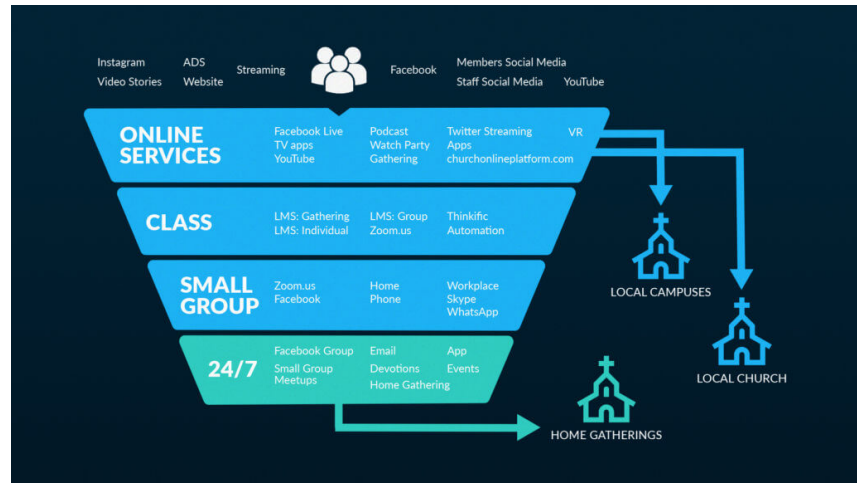 Instagram
ADS
Streaming
Facebook
Members Social Media
Video Stories
Website
Staff Social Media
YouTube
ONLINE
SERVICES
Facebook Live
TV apps
YouTube
Podcast
Watch Party
Gathering
Twitter Streaming
Apps
churchonlineplatform.com
VR
CLASS
LMS: Gathering
LMS: Individual
LMS: Group
Zoom.us
Thinkific
Automation
SMALL
GROUP
Zoom.us
Facebook
Home
Phone
Workplace
Skype
WhatsApp
24/7
Facebook Group
Small Group
Meetups
Email
Devotions
Home Gathering
App
Events
LOCAL CAMPUSES
LOCAL CHURCH
HOME GATHERINGS